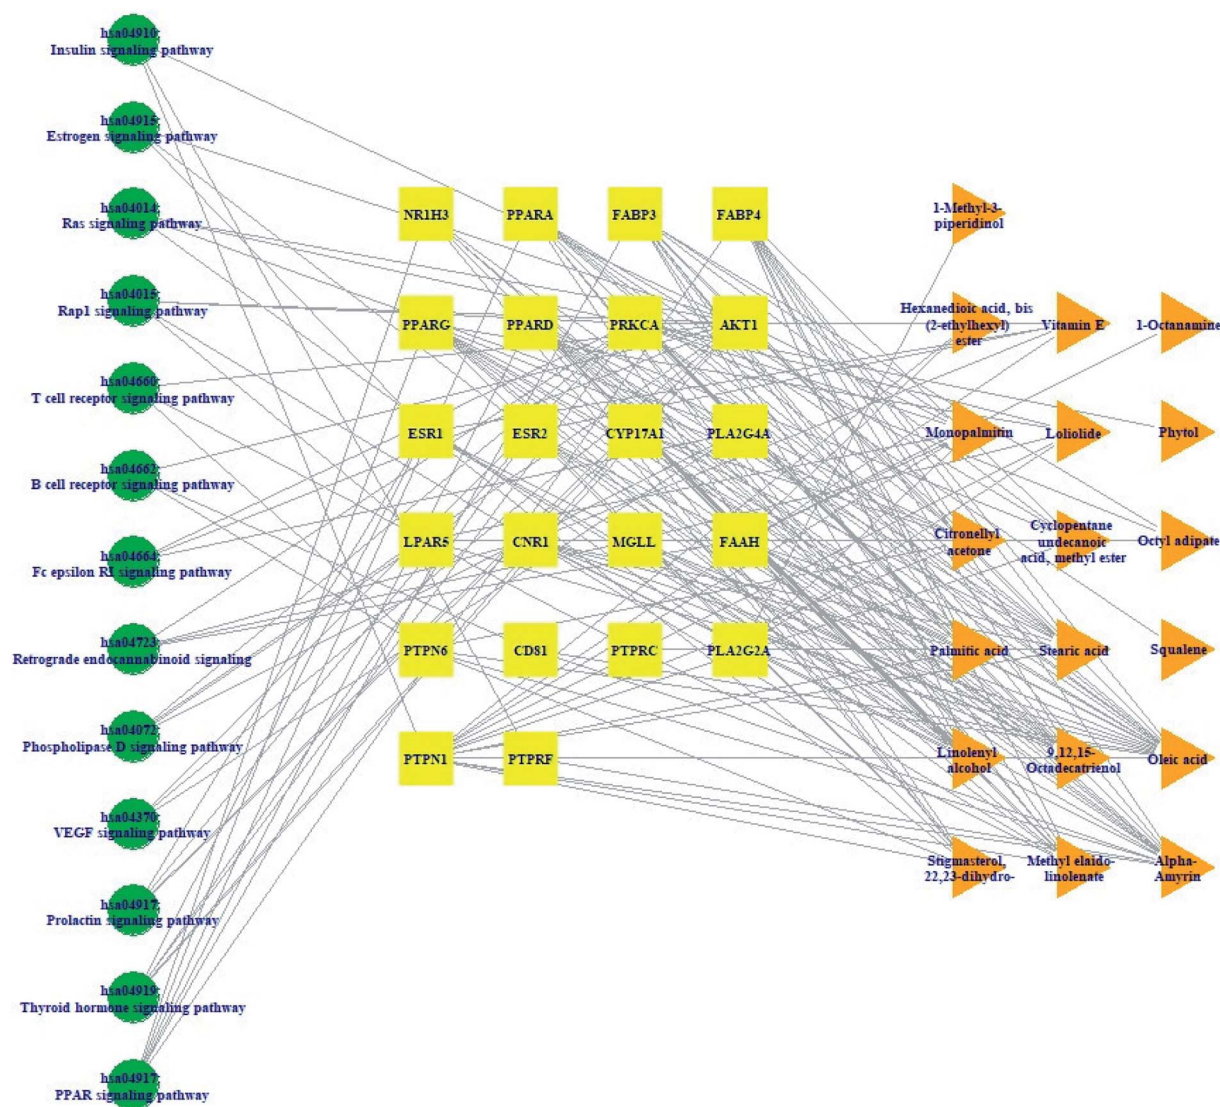 hsa04910:
Insulin signaling pathway
hsa04915:
Estrogen signaling pathway
hsa04014:
Ras signaling pathway
hsa04015:
Rap1 signaling pathway
hsa04660:
T cell receptor signaling pathway
hsa04662:
B cell receptor signaling pathway
hsa04664:
Fc epsilon RI signaling pathway
hsa04723:
Retrograde endocannabinoid signaling
hsa04072:
Phospholipase D signaling pathway
hsa04370:
VEGF signaling pathway
hsa04917:
Prolactin signaling pathway
hsa04919:
Thyroid hormone signaling pathway
hsa04917:
PPAR signaling pathway
NR1H3
PPARA
FABP3
FABP4
PPARG
PPARD
PRKCA
AKT1
ESR1
ESR2
CYP17A1
PLA2G4A
LPAR5
CNR1
MGLL
FAAH
PTPN6
CD81
PTPRC
PLA2G2A
PTPN1
PTPRF
1-Methyl-3-
piperidinol
Hexanedioic acid, bis
(2-ethylhexyl)
ester
Vitamin E
1-Octanamine
Monopalmitin
Loliolide
Phytol
Citronellyl
acetone
Cyclopentane
undecanoic
acid, methyl ester
Octyl adipate
Palmitic acid
Stearic acid
Squalene
Linolenyl
alcohol
9,12,15-
Octadecatrienol
Oleic acid
Stigmasterol,
22,23-dihydro-
Methyl elaido-
linolenate
Alpha-
Amyrin